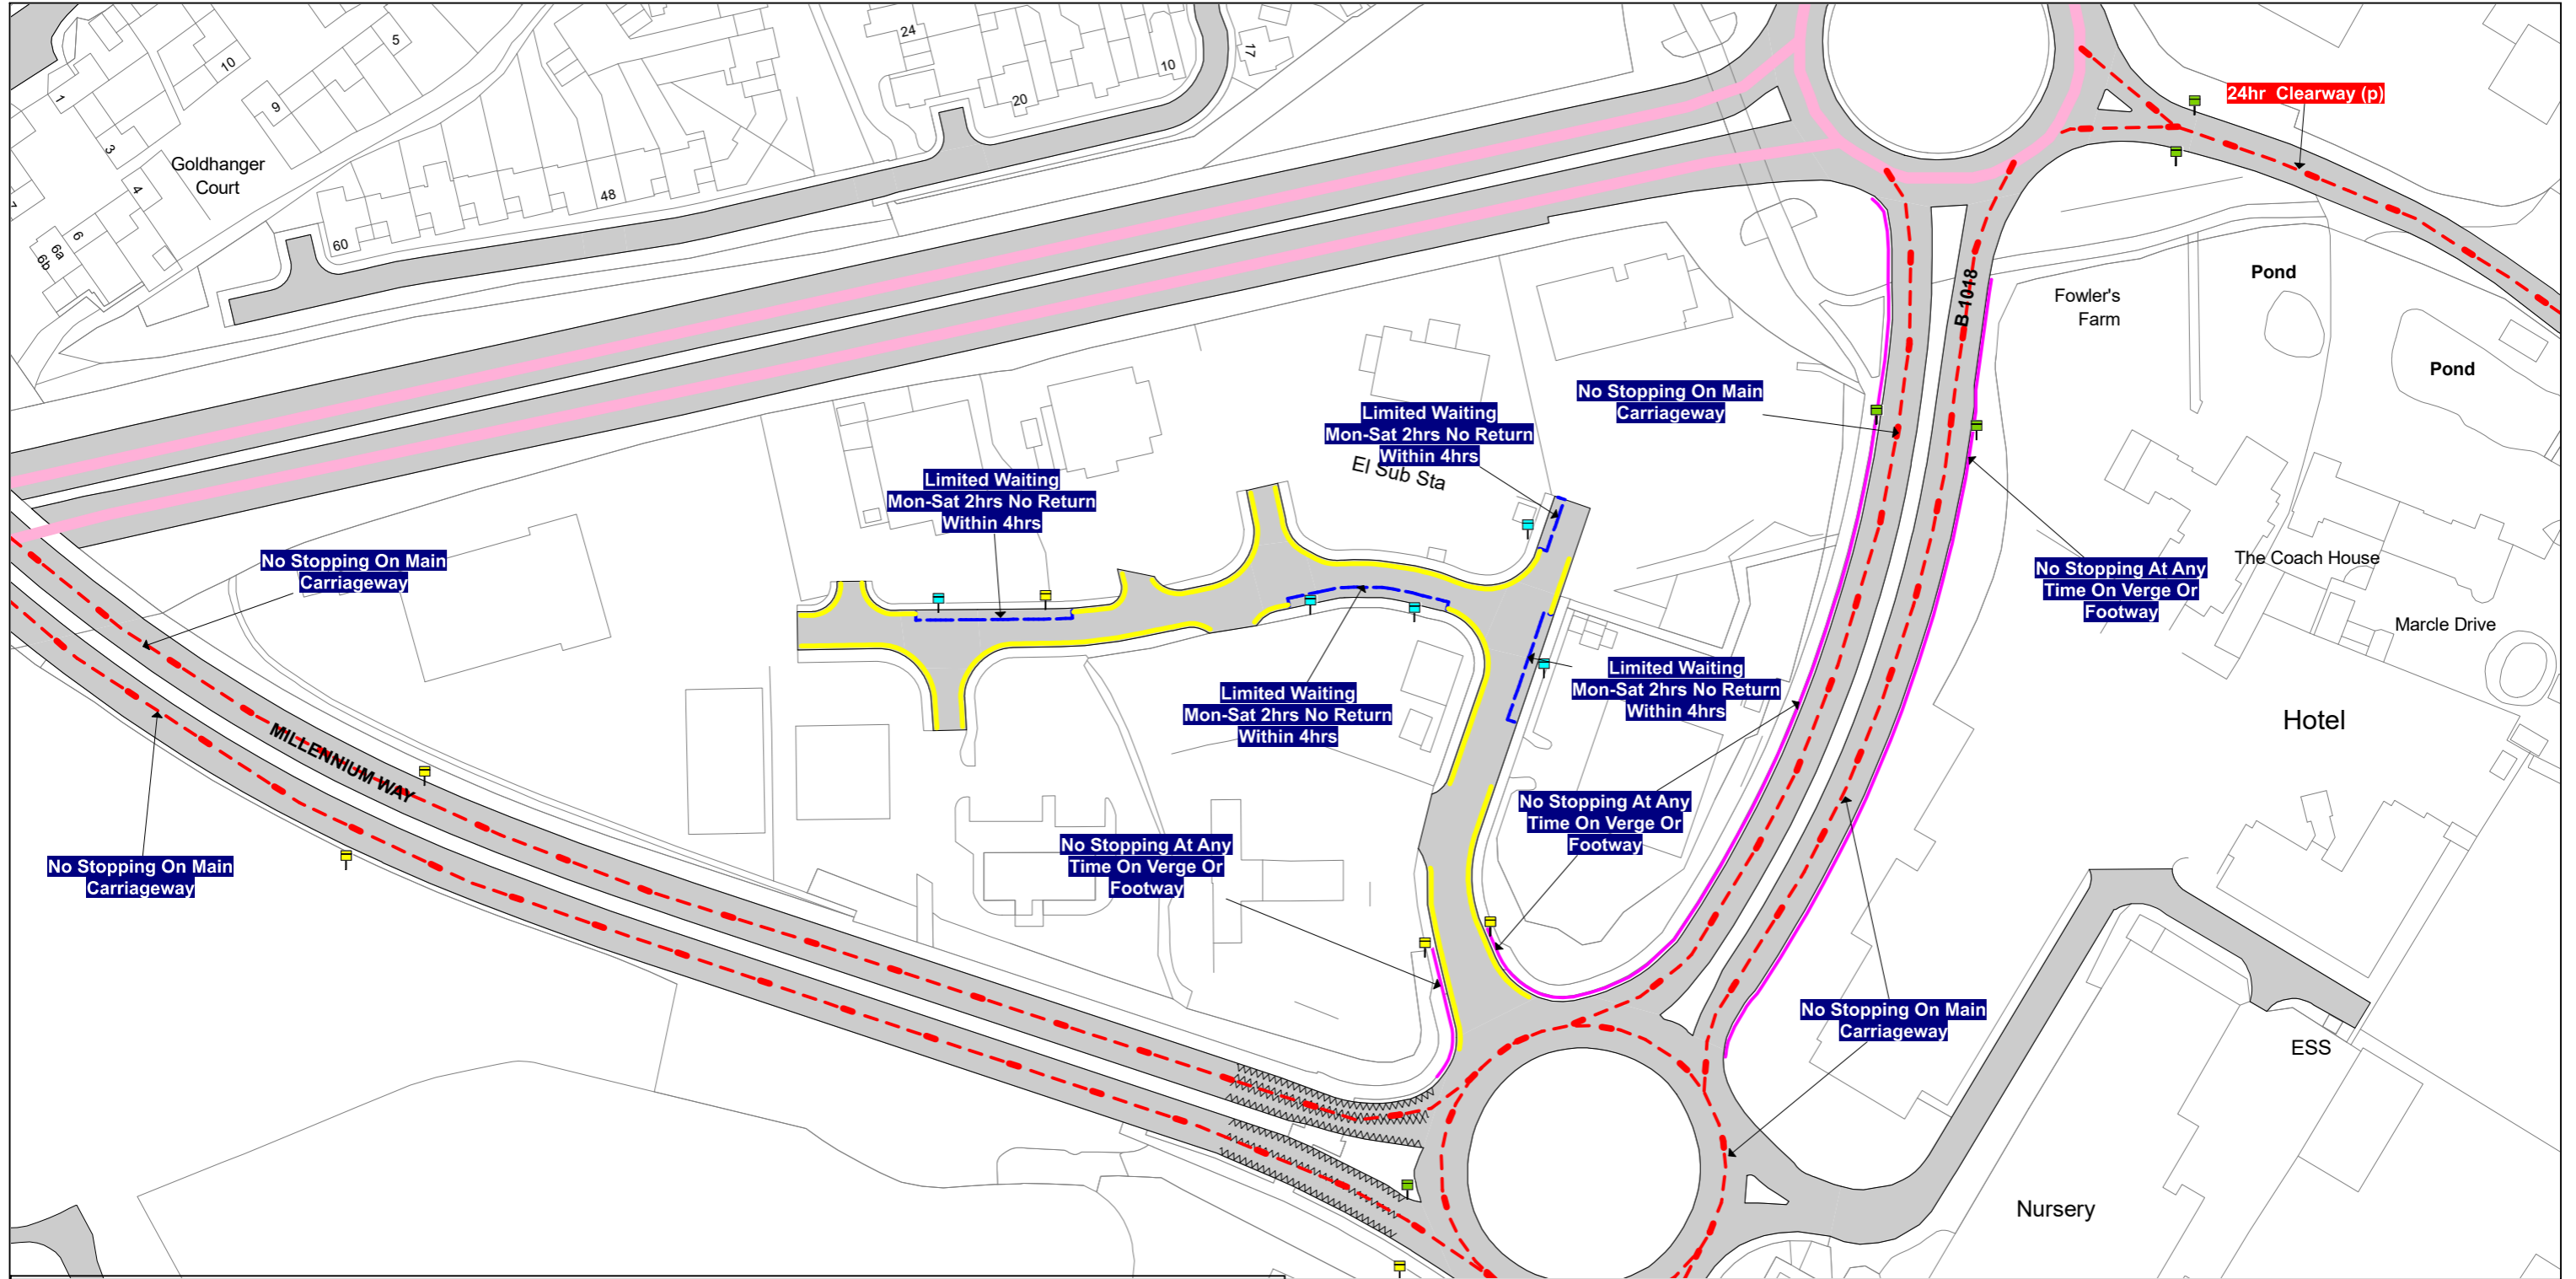 5
10
1
9
3
24
10
17
20
Goldhanger
Court
4
7
6
6a
6b
60
48
24hr Clearway (p)
B 1018
Fowler's
Farm
Pond
Pond
No Stopping On Main
Carriageway
Limited Waiting
Mon-Sat 2hrs No Return
Within 4hrs
El Sub Sta
Limited Waiting
Mon-Sat 2hrs No Return
Within 4hrs
No Stopping On Main
Carriageway
No Stopping At Any
Time On Verge Or
Footway
The Coach House
Marcle Drive
Limited Waiting
Mon-Sat 2hrs No Return
Within 4hrs
Limited Waiting
Mon-Sat 2hrs No Return
Within 4hrs
Hotel
MILLENNIUM WAY
No Stopping On Main
Carriageway
No Stopping At Any
Time On Verge Or
Footway
No Stopping At Any
Time On Verge Or
Footway
No Stopping On Main
Carriageway
ESS
Nursery